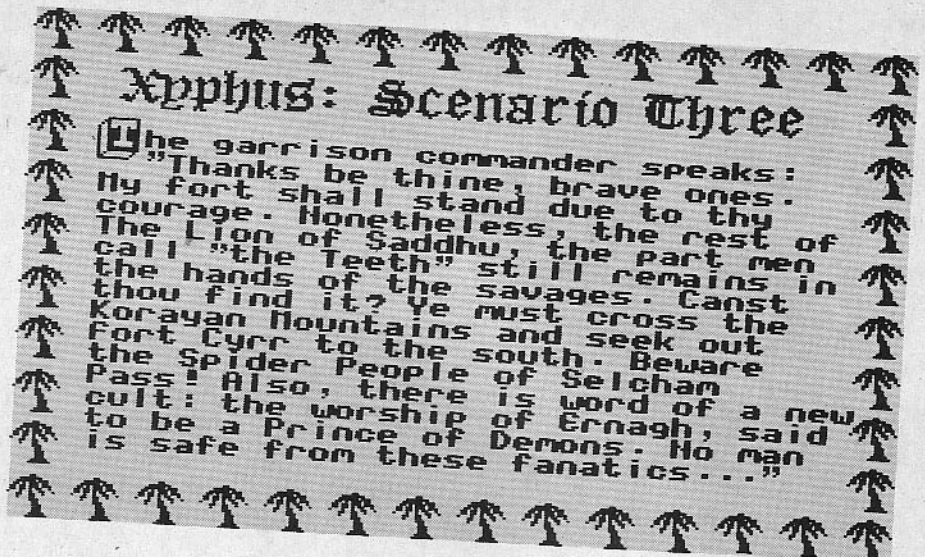 Xyphus: Scenario Three
The garrison commander speaks:
"Thanks be thine, brave ones.
My fort shall stand due to thy
courage. Nonetheless, the rest of
The Lion of Saddhu, the part men
call "the Teeth" still remains in
the hands of the savages. Canst
thou find it? Ye must cross the
Korayan Mountains and seek out
Fort Cyrr to the south. Beware
the Spider People of Selcham
Pass! Also, there is word of a new
cult: the worship of Ernagh, said
to be a Prince of Demons. No man
is safe from these fanatics..."